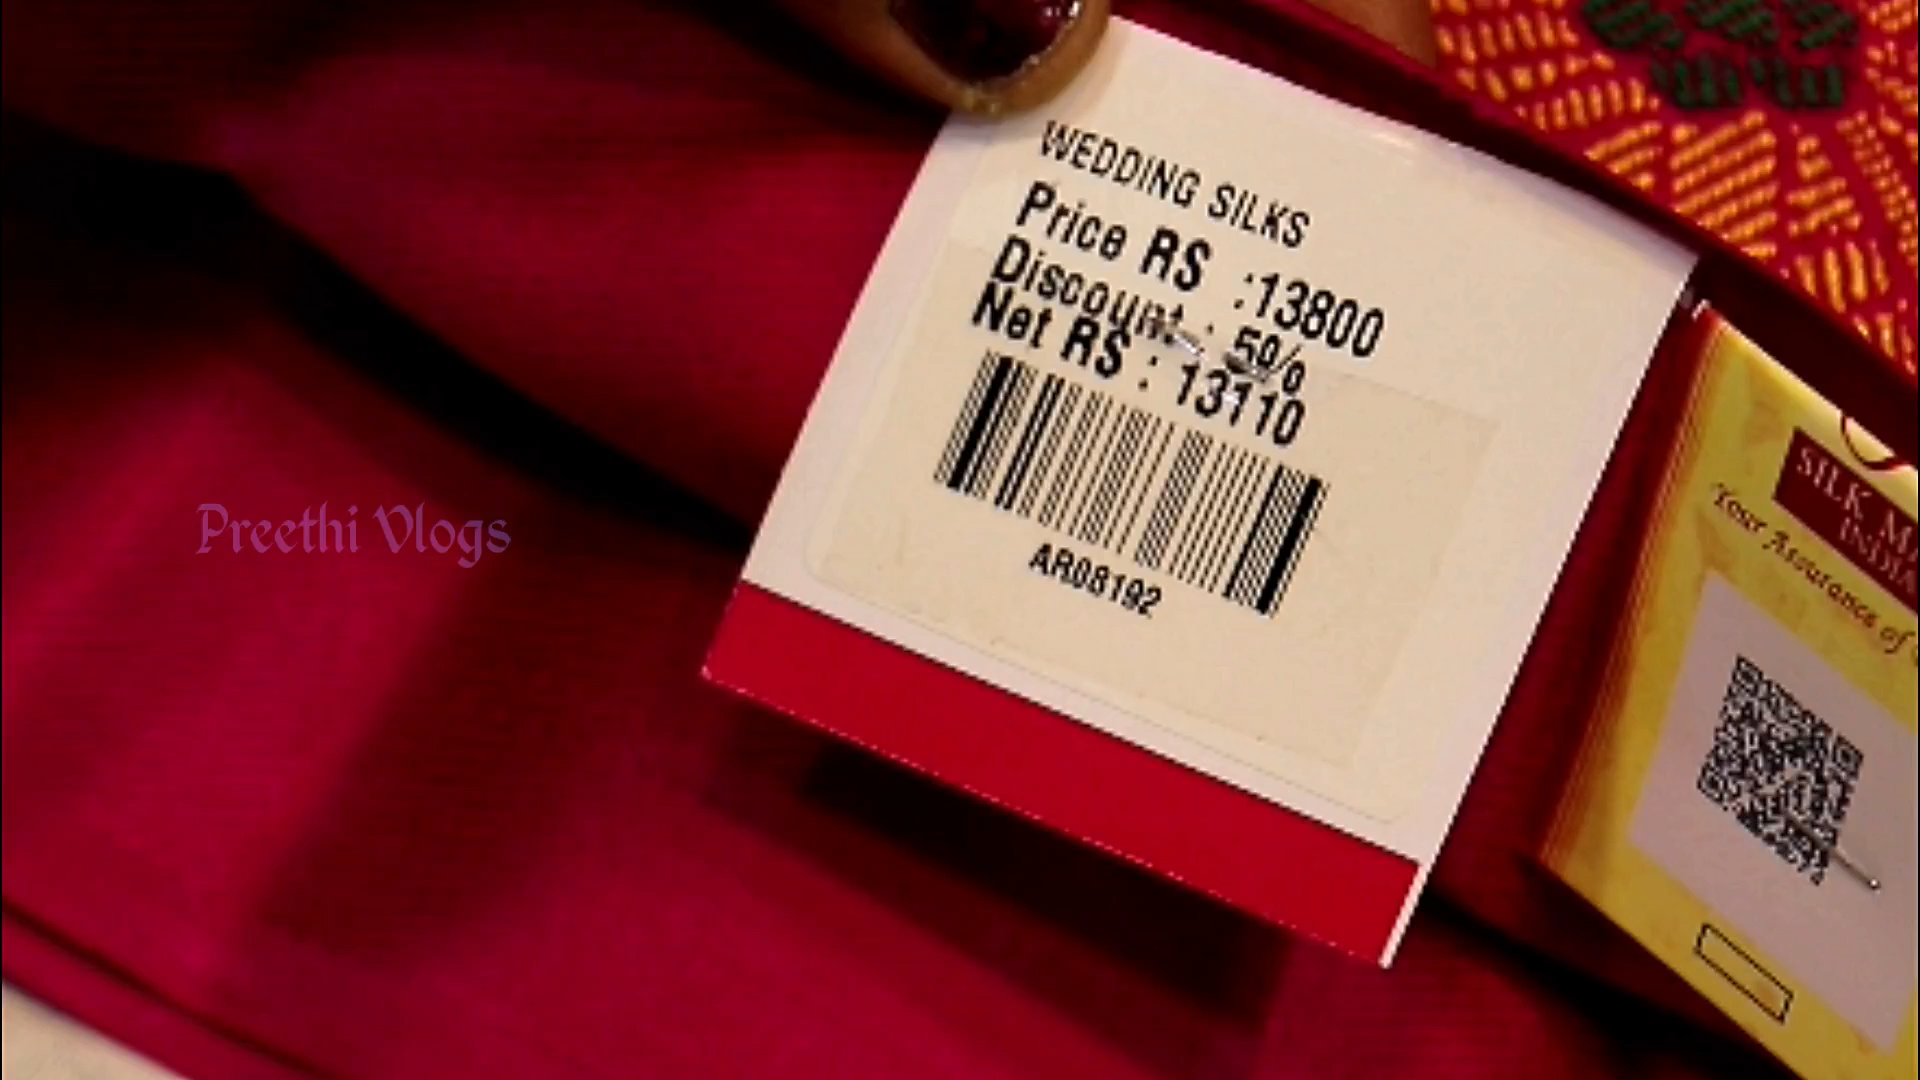 WEDDING SILKS
Price RS :13800
Discount : 5%
Net RS : 13110
AR08192
Preethi Vlogs
SILK
INDIA
Your Assurance of